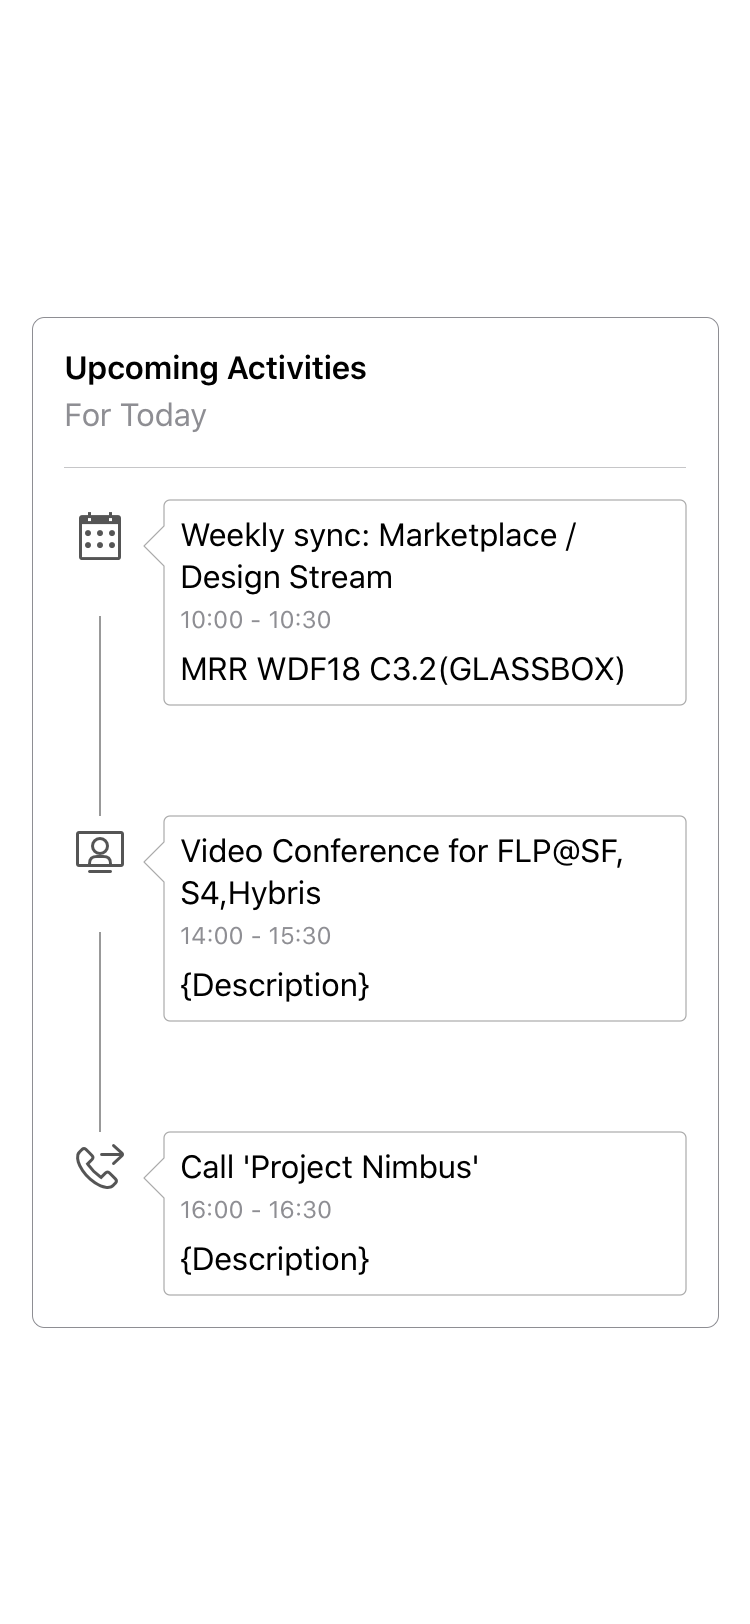 Upcoming Activities
For Today
Weekly sync: Marketplace /
Design Stream
10:00 - 10:30
MRR WDF18 C3.2(GLASSBOX)
Video Conference for FLP@SF,
S4,Hybris
14:00 - 15:30
{Description}
Call 'Project Nimbus'
16:00 - 16:30
{Description}